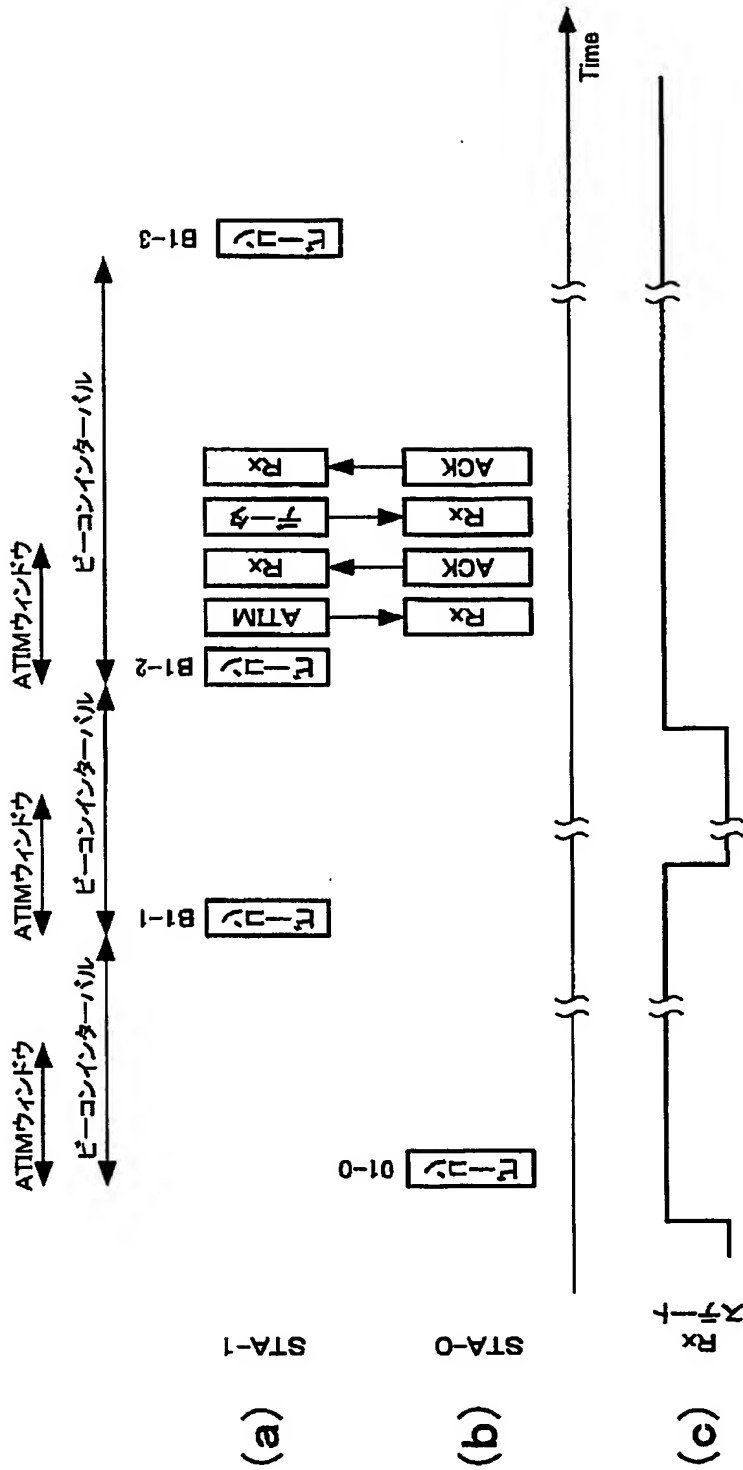 ATIMウィンドウ
ATIMウィンドウ
ATIMウィンドウ
ビーコンインターバル
ビーコンインターバル
ビーコンインターバル
(a)
STA-1
B1-1
ビーコン
B1-2
ビーコン
ATIM
Rx
データ
Rx
B1-3
ビーコン
(b)
STA-0
01-0
ビーコン
Rx
ACK
Rx
ACK
Time
(c)
Rx
ステート